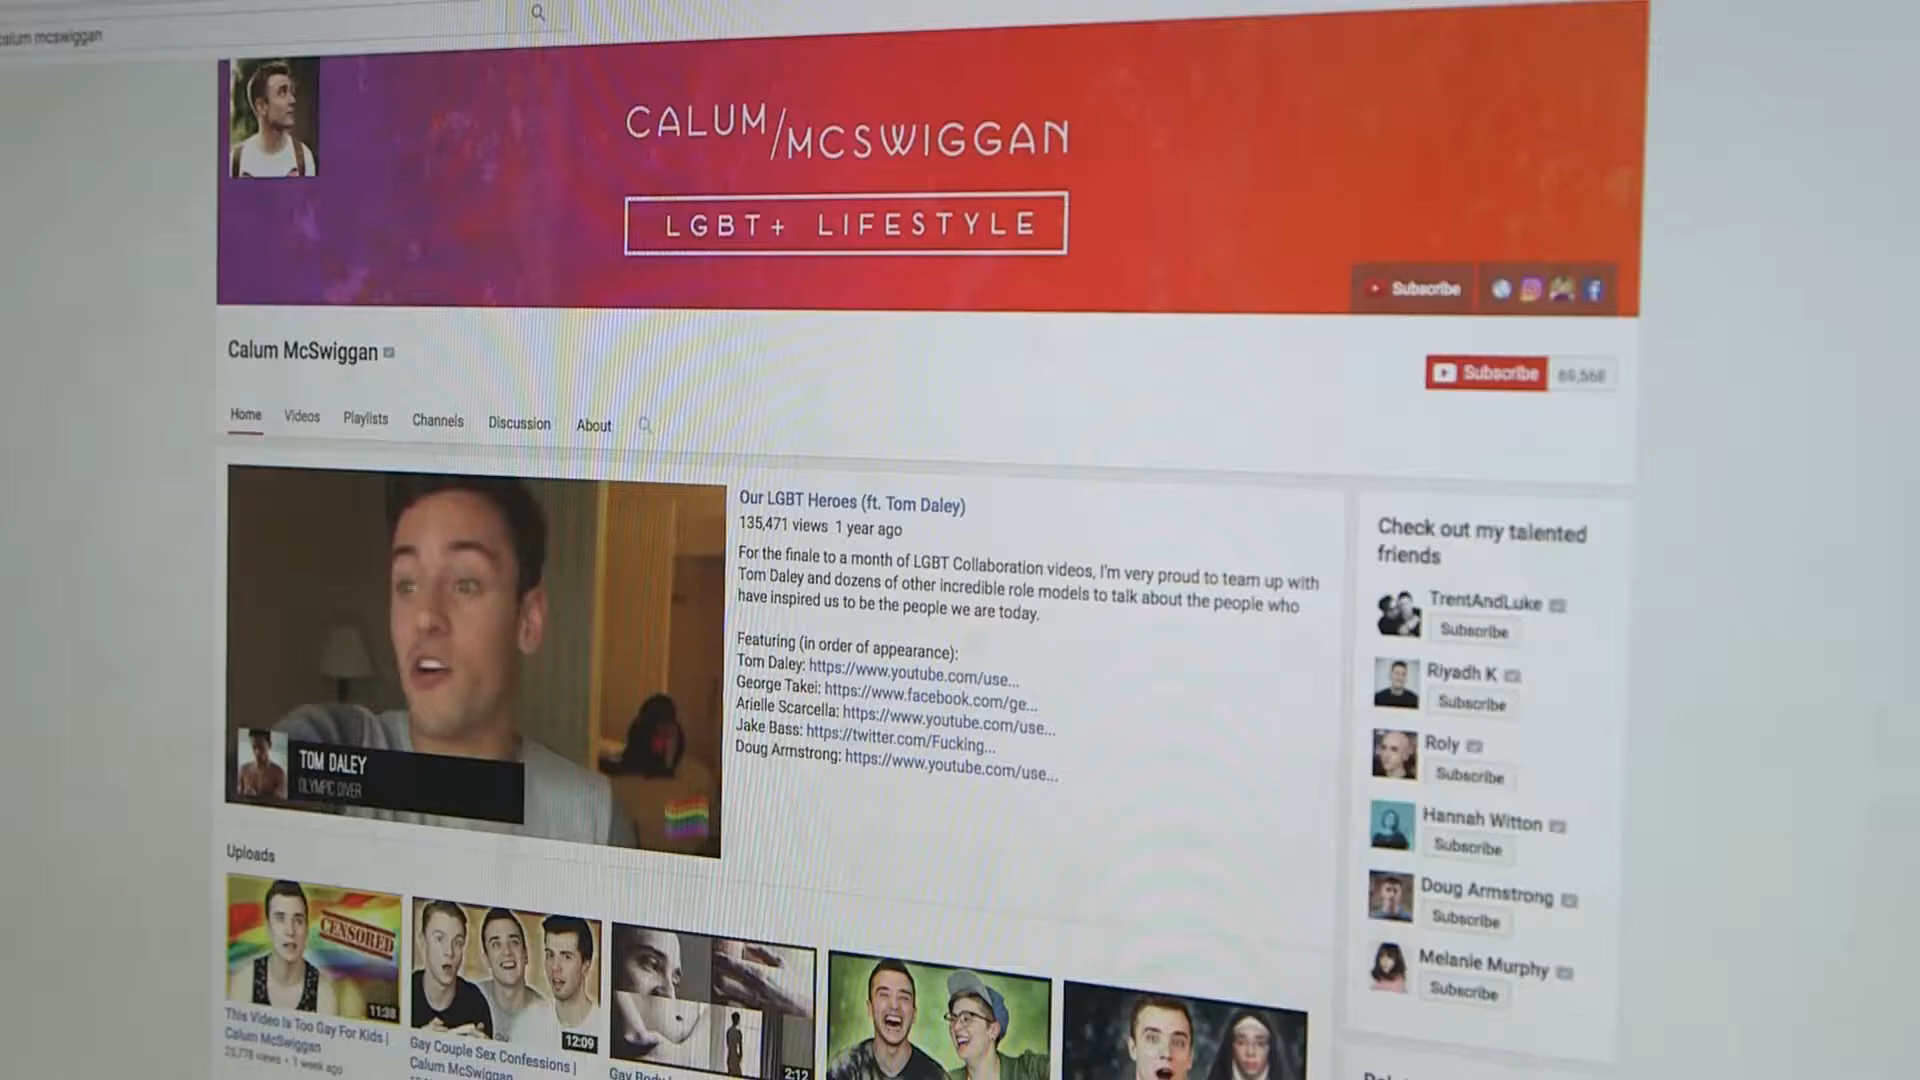 calum mcswiggan
CALUM/MCSWIGGAN
LGBT+ LIFESTYLE
Subscribe
Calum McSwiggan
Subscribe
Home Videos Playlists Channels Discussion About
Our LGBT Heroes (ft. Tom Daley)
135,471 views 1 year ago
For the finale to a month of LGBT Collaboration videos, I'm very proud to team up with
Tom Daley and dozens of other incredible role models to talk about the people who
have inspired us to be the people we are today.
Featuring (in order of appearance):
Tom Daley: https://www.youtube.com/use...
George Takei: https://www.facebook.com/ge...
Arielle Scarcella: https://www.youtube.com/use...
Jake Bass: https://twitter.com/Fucking...
Doug Armstrong: https://www.youtube.com/use...
TOM DALEY
OLYMPIC DIVER
Check out my talented
friends
TrentAndLuke
Subscribe
Riyadh K
Subscribe
Roly
Subscribe
Hannah Witton
Subscribe
Doug Armstrong
Subscribe
Melanie Murphy
Subscribe
Uploads
CENSORED
11:38
This Video Is Too Gay For Kids |
Calum McSwiggan
1 week ago
12:09
Gay Couple Sex Confessions |
Calum McSwiggan
2:12
Gay